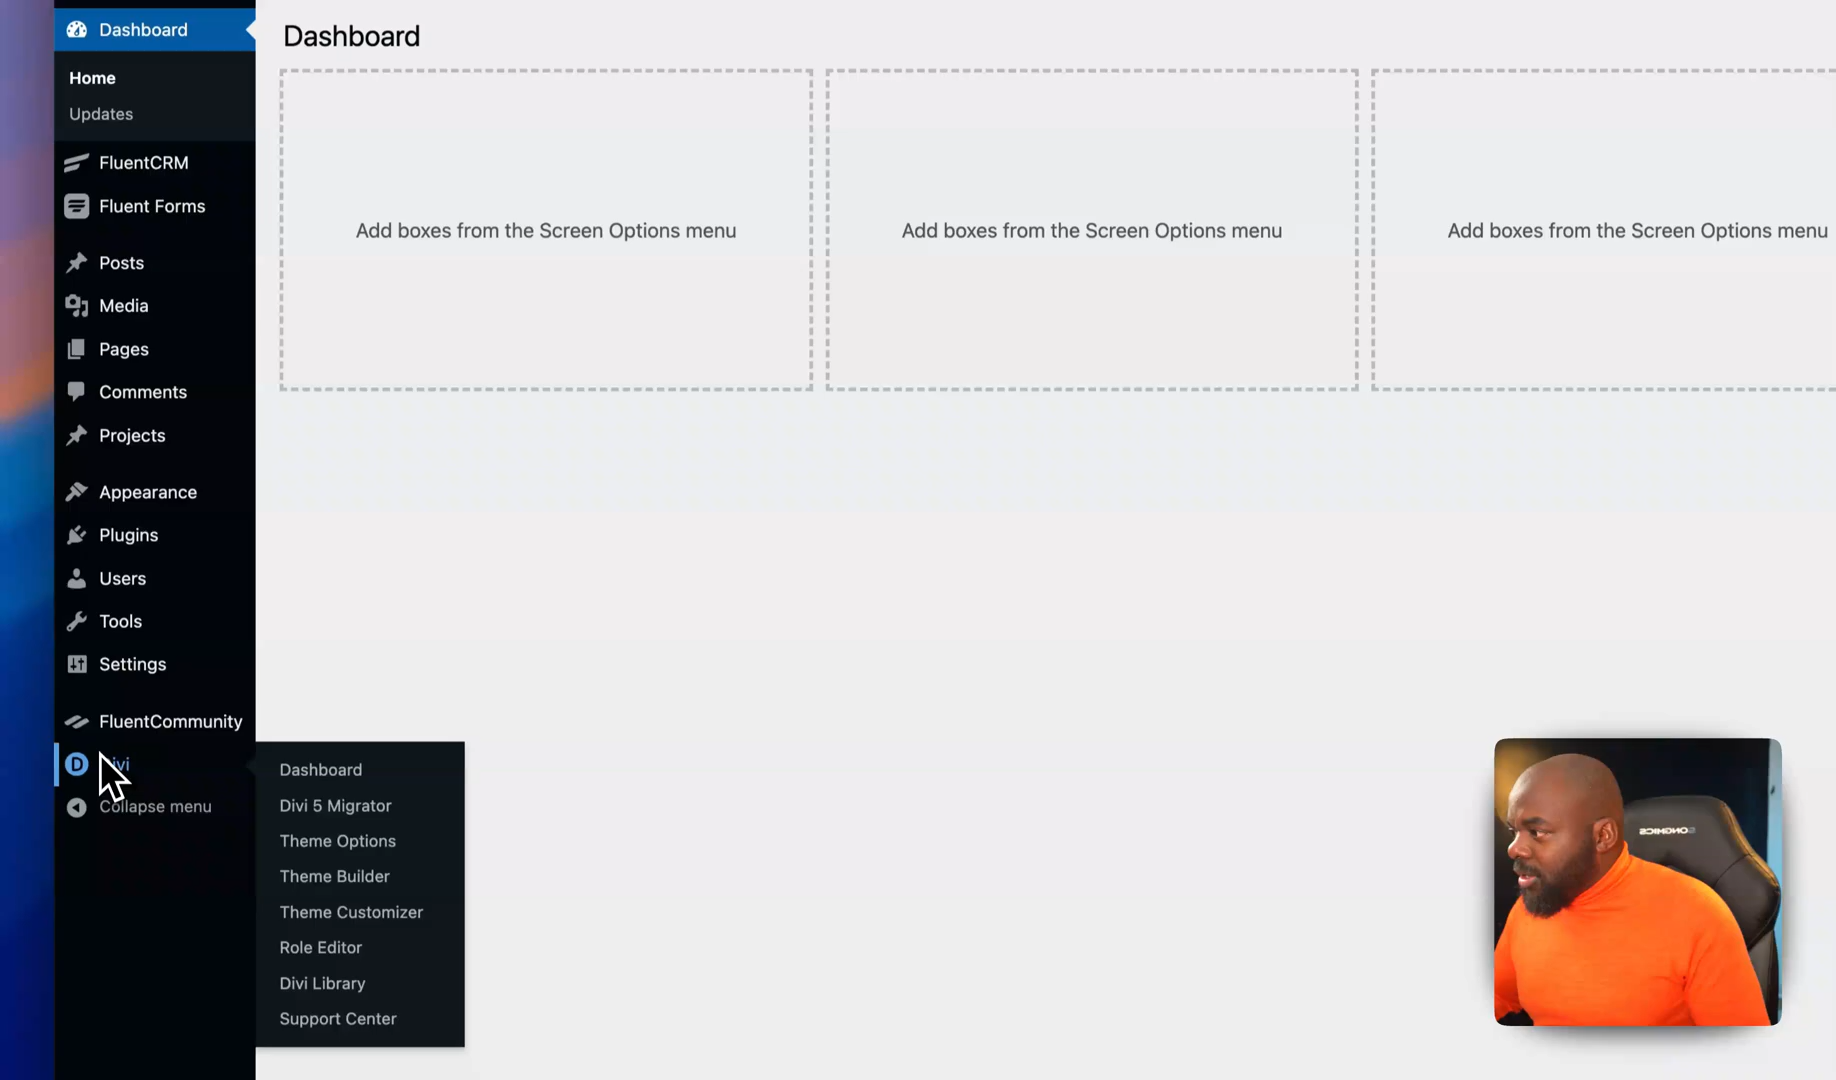 Dashboard
Home
Updates
FluentCRM
Fluent Forms
Posts
Media
Pages
Comments
Projects
Appearance
Plugins
Users
Tools
Settings
FluentCommunity
Collapse menu
Dashboard
Divi 5 Migrator
Theme Options
Theme Builder
Theme Customizer
Role Editor
Divi Library
Support Center
Dashboard
Add boxes from the Screen Options menu
Add boxes from the Screen Options menu
Add boxes from the Screen Options menu